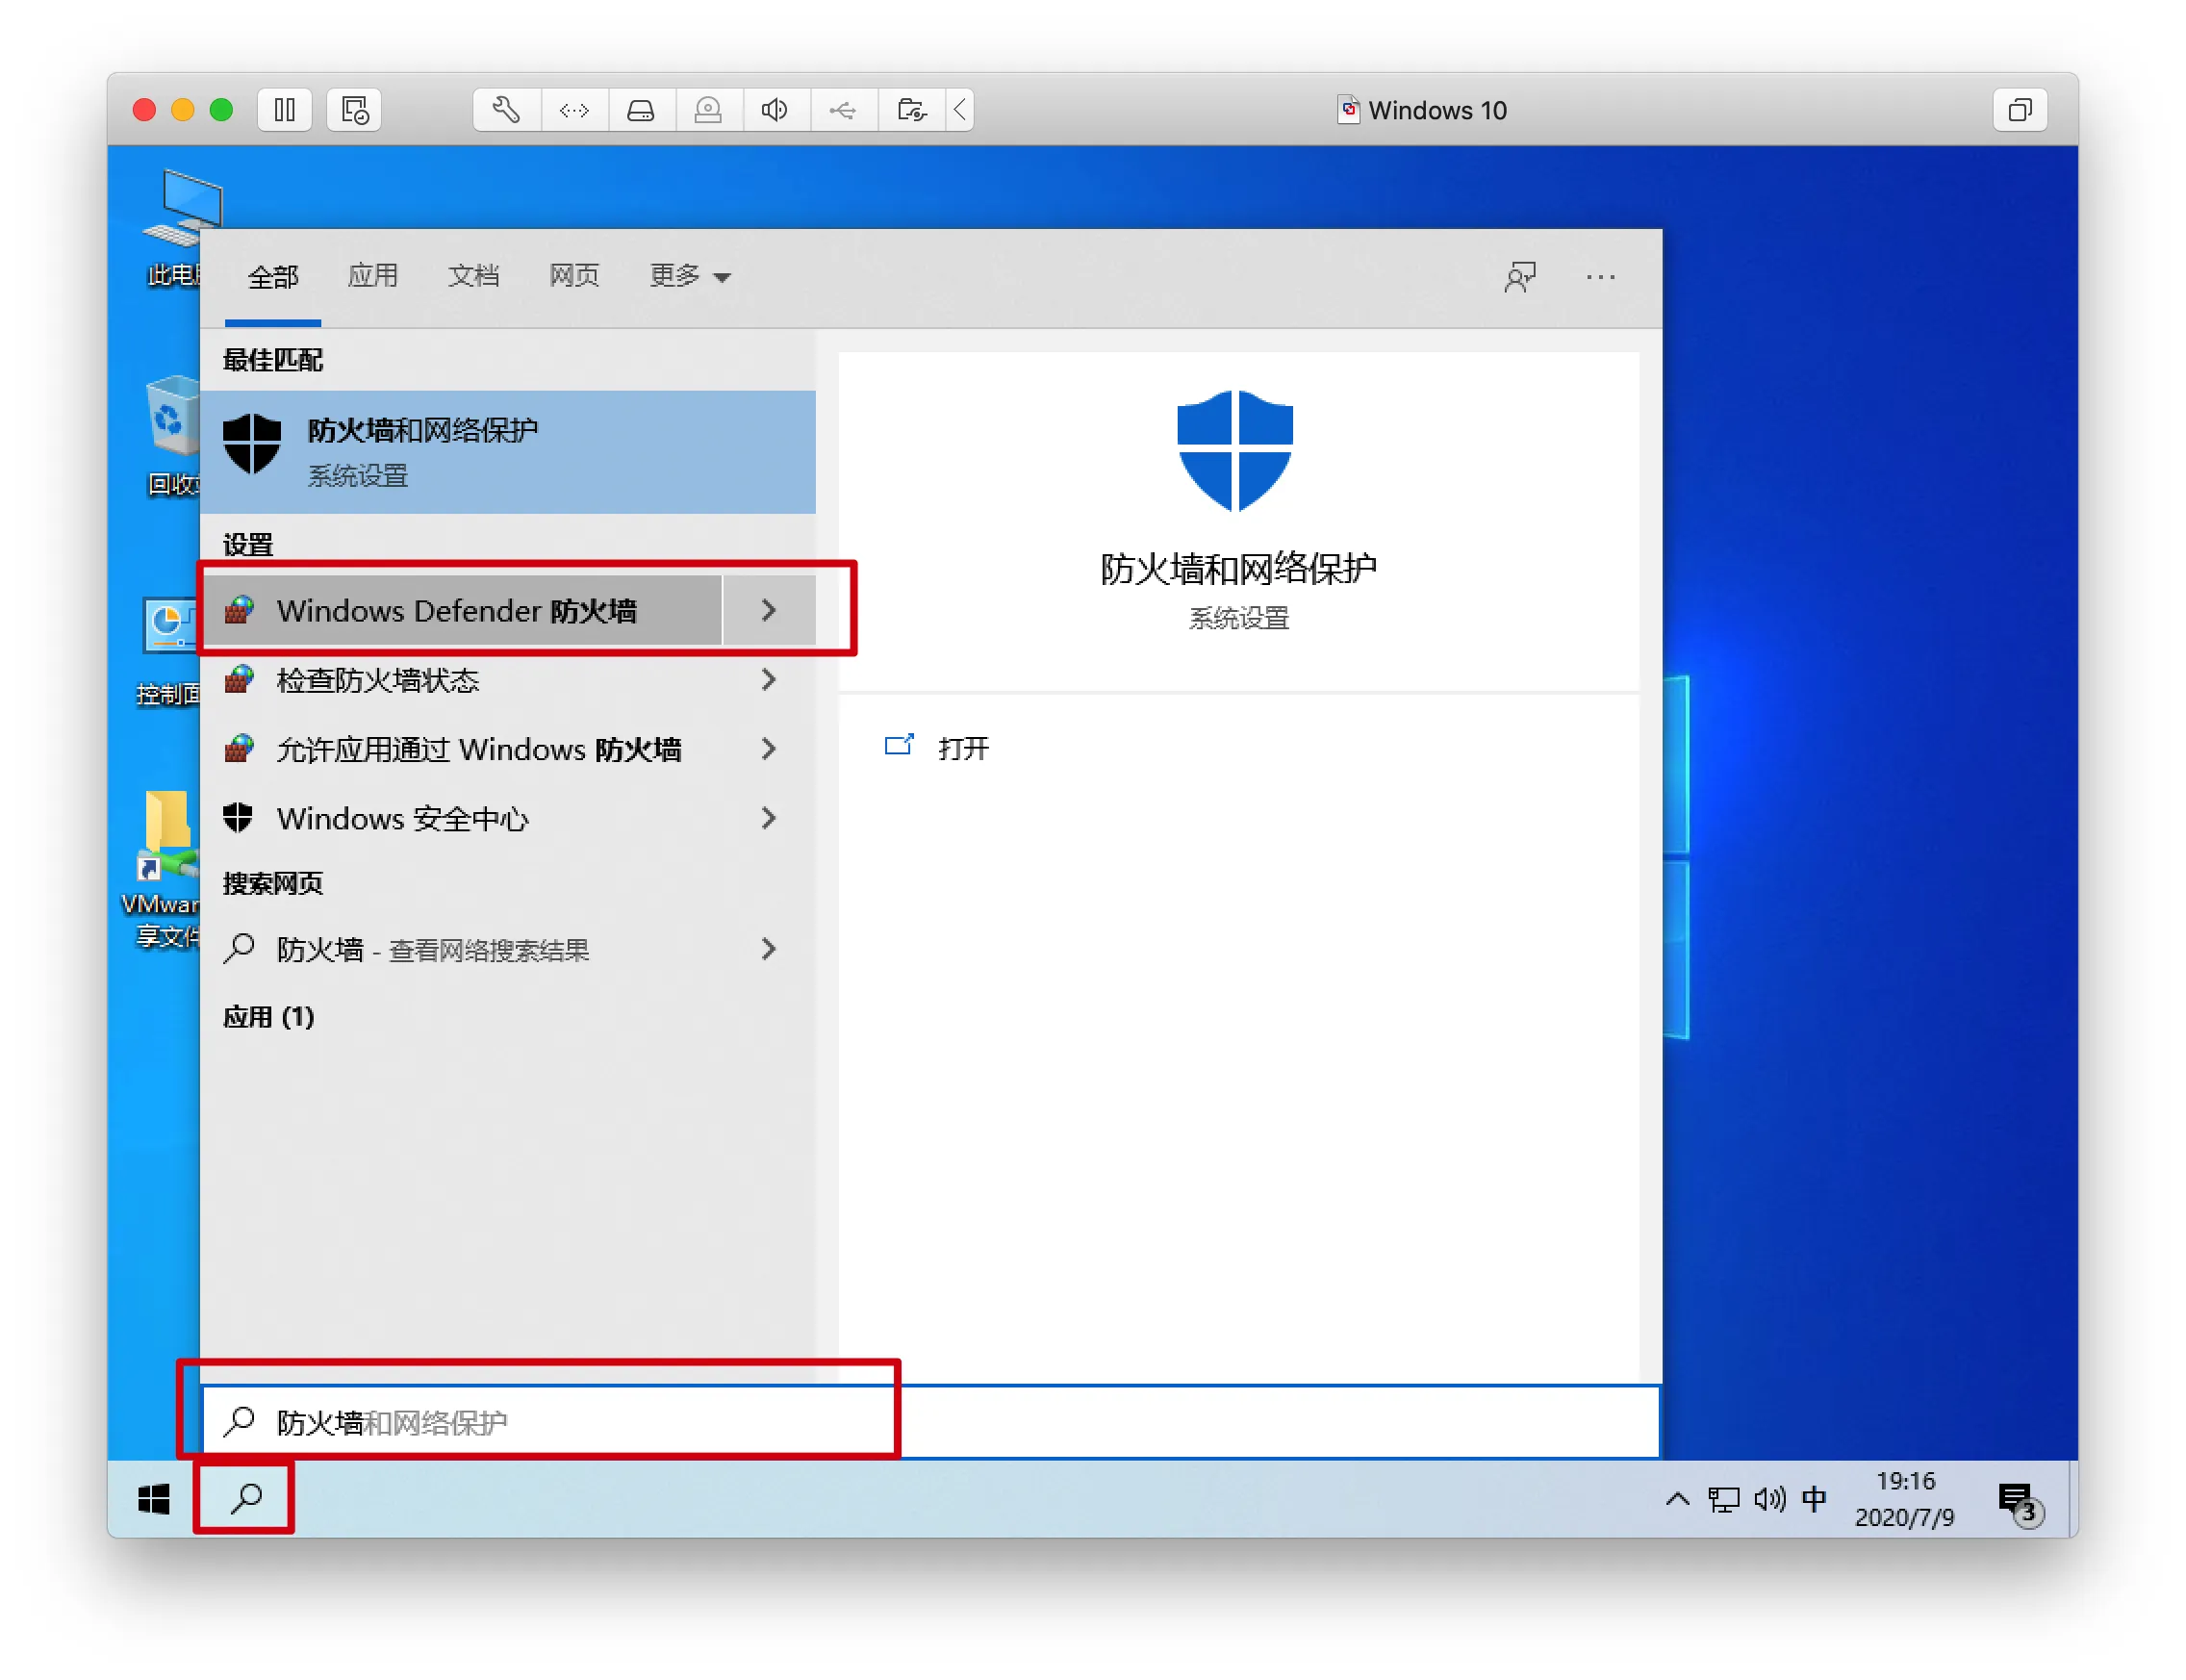 Windows 10
此电
回收
控制面
VMwar
享文件
全部
应用
文档
网页
更多
最佳匹配
防火墙和网络保护
系统设置
设置
Windows Defender 防火墙
检查防火墙状态
允许应用通过 Windows 防火墙
Windows 安全中心
搜索网页
防火墙 - 查看网络搜索结果
应用 (1)
防火墙和网络保护
系统设置
打开
防火墙和网络保护
中
19:16
2020/7/9
3